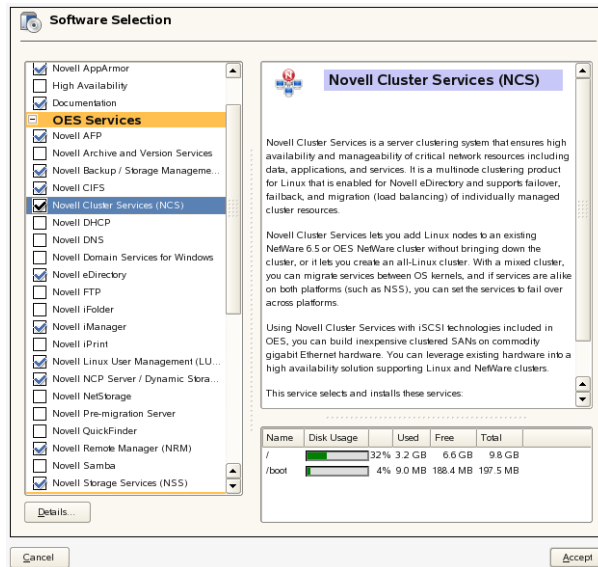 Software Selection
Novell AppArmor
High Availability
Documentation
OES Services
Novell AFP
Novell Archive and Version Services
Novell Backup / Storage Manageme...
Novell CIFS
Novell Cluster Services (NCS)
Novell DHCP
Novell DNS
Novell Domain Services for Windows
Novell eDirectory
Novell FTP
Novell iFolder
Novell iManager
Novell iPrint
Novell Linux User Management (LU...
Novell NCP Server / Dynamic Stora...
Novell NetStorage
Novell Pre-migration Server
Novell QuickFinder
Novell Remote Manager (NRM)
Novell Samba
Novell Storage Services (NSS)
Details...
N
Novell Cluster Services (NCS)
Novell Cluster Services is a server clustering system that ensures high
availability and manageability of critical network resources including
data, applications, and services. It is a multinode clustering product
for Linux that is enabled for Novell eDirectory and supports failover,
failback, and migration (load balancing) of individually managed
cluster resources.
Novell Cluster Services lets you add Linux nodes to an existing
NetWare 6.5 or OES NetWare cluster without bringing down the
cluster, or it lets you create an all-Linux cluster. With a mixed cluster,
you can migrate services between OS kernels, and if services are alike
on both platforms (such as NSS), you can set the services to fail over
across platforms.
Using Novell Cluster Services with iSCSI technologies included in
OES, you can build inexpensive clustered SANs on commodity
gigabit Ethernet hardware. You can leverage existing hardware into a
high availability solution supporting Linux and NetWare clusters.
This service selects and installs these services:
Name Disk Usage Used Free Total
/ 32% 3.2 GB 6.6 GB 9.8 GB
/boot 4% 9.0 MB 188.4 MB 197.5 MB
Cancel
Accept